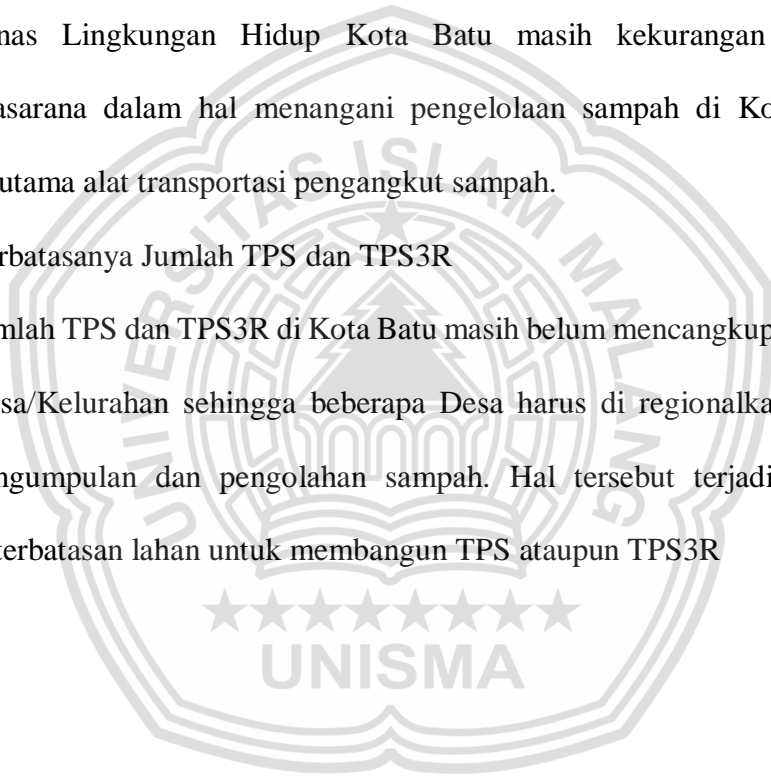 nas Lingkungan Hidup Kota Batu masih kekurangan
asarana dalam hal menangani pengelolaan sampah di Ko
utama alat transportasi pengangkut sampah.
rbatasanya Jumlah TPS dan TPS3R
mlah TPS dan TPS3R di Kota Batu masih belum mencangkup
sa/Kelurahan sehingga beberapa Desa harus di regionalka
ngumpulan dan pengolahan sampah. Hal tersebut terjadi
terbatasan lahan untuk membangun TPS ataupun TPS3R
UNIVERSITAS ISLAM MALANG
UNISMA